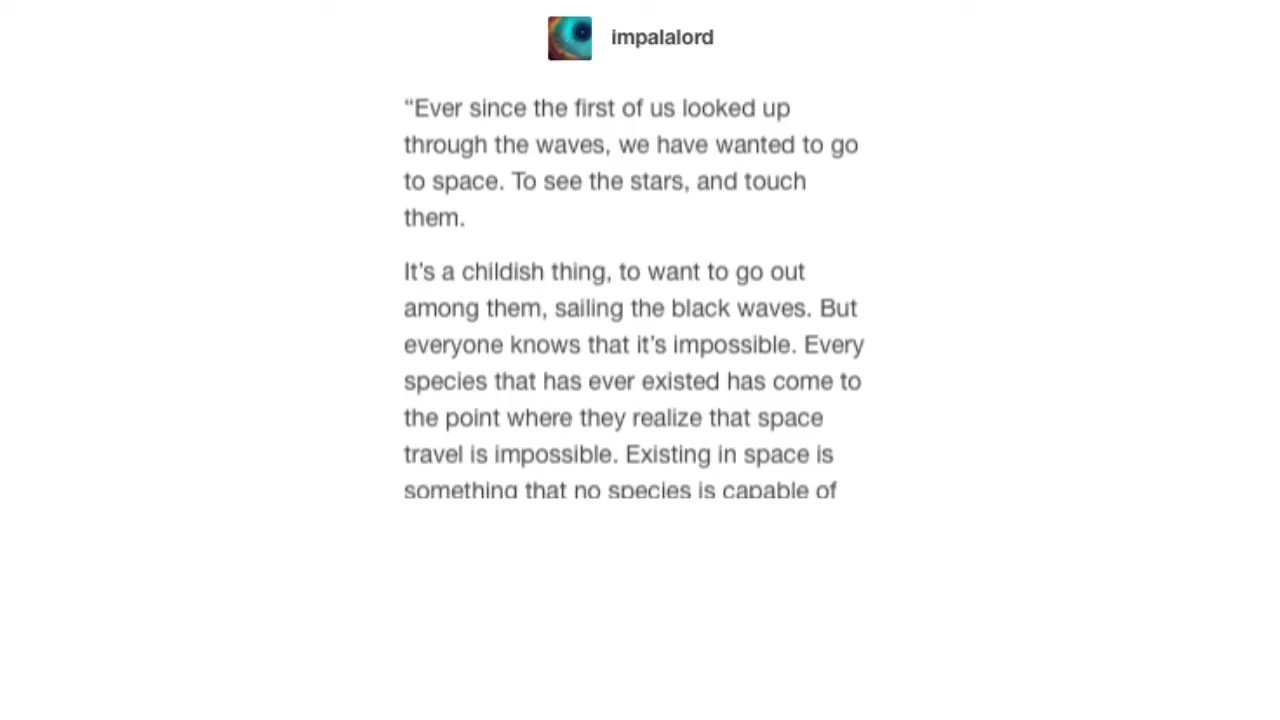 impalalord
“Ever since the first of us looked up
through the waves, we have wanted to go
to space. To see the stars, and touch
them.
It’s a childish thing, to want to go out
among them, sailing the black waves. But
everyone knows that it’s impossible. Every
species that has ever existed has come to
the point where they realize that space
travel is impossible. Existing in space is
something that no species is capable of